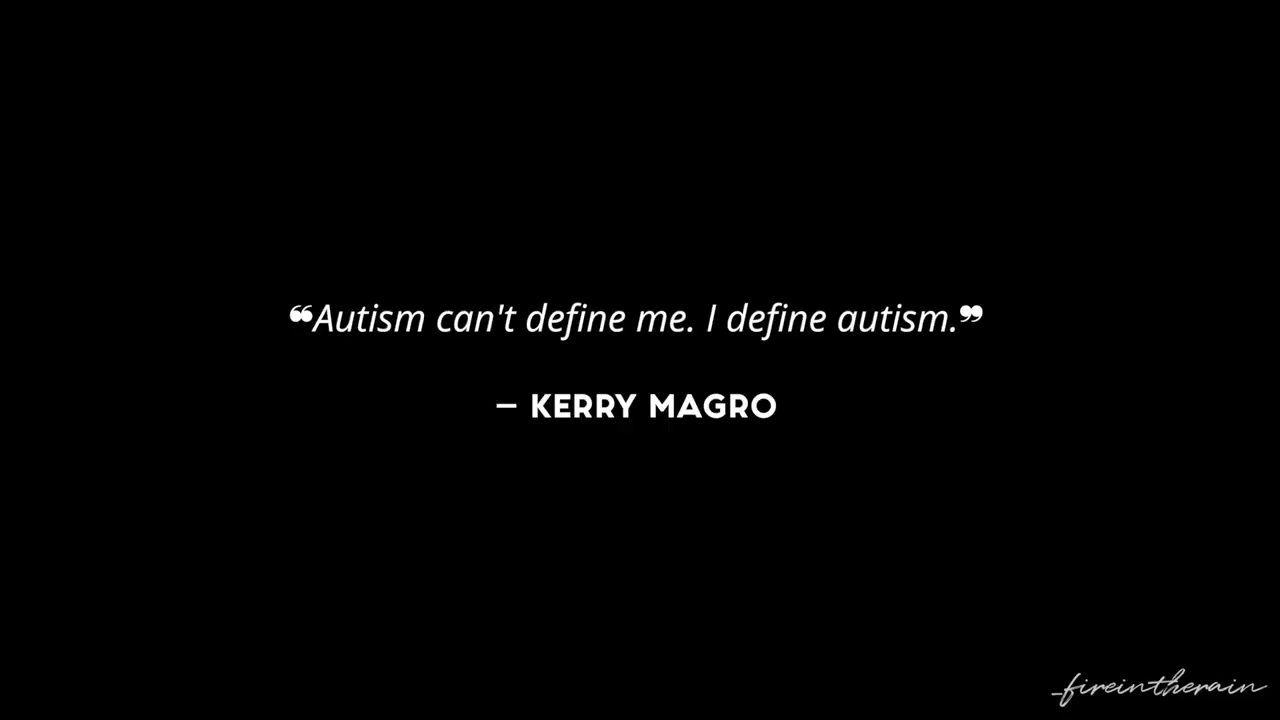 ❝Autism can't define me. I define autism.❞
– KERRY MAGRO
_fireintherain